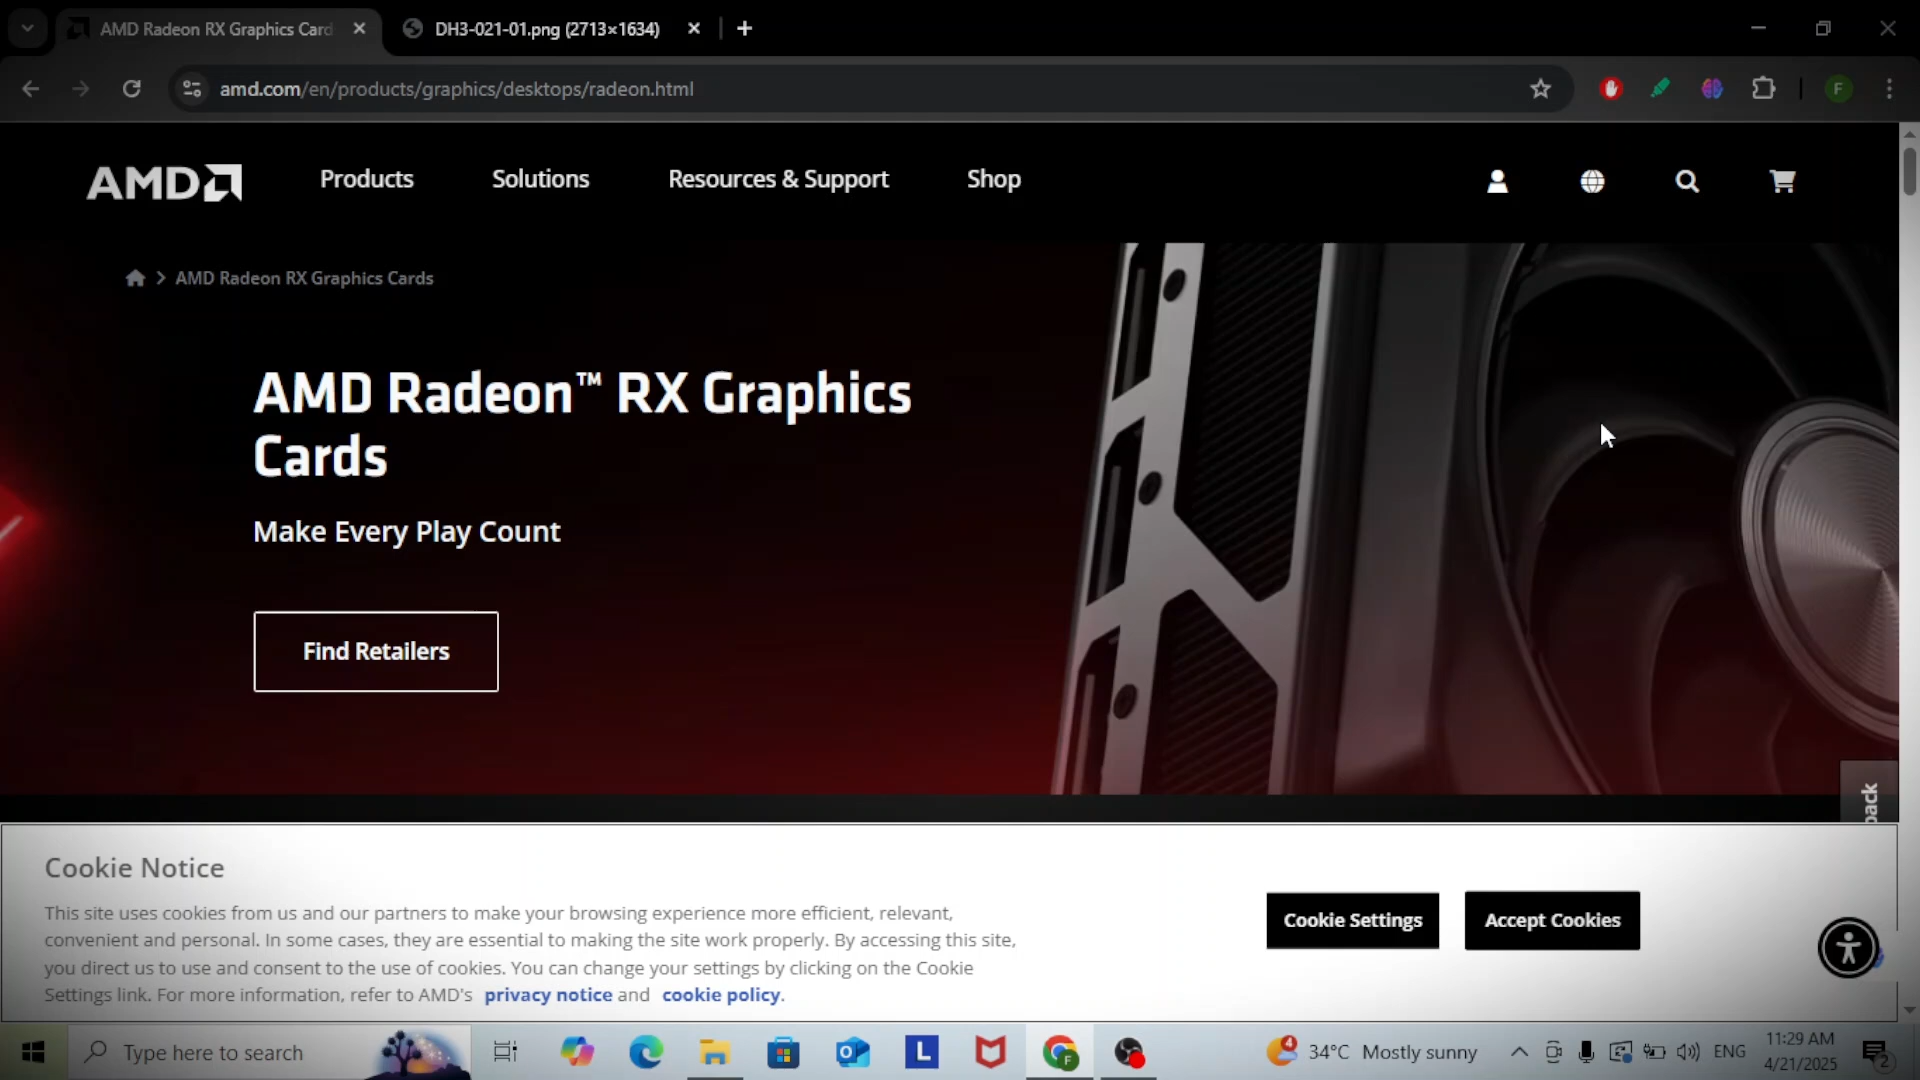 AMD Radeon RX Graphics Card
DH3-021-01.png (2713×1634)
amd.com/en/products/graphics/desktops/radeon.html
F
AMD
Products
Solutions
Resources & Support
Shop
AMD Radeon RX Graphics Cards
AMD Radeon™ RX Graphics
Cards
Make Every Play Count
Find Retailers
back
Cookie Notice
This site uses cookies from us and our partners to make your browsing experience more efficient, relevant,
convenient and personal. In some cases, they are essential to making the site work properly. By accessing this site,
you direct us to use and consent to the use of cookies. You can change your settings by clicking on the Cookie
Settings link. For more information, refer to AMD's privacy notice and cookie policy.
Cookie Settings
Accept Cookies
Type here to search
L
F
4
34°C Mostly sunny
ENG
11:29 AM
4/21/2025
2